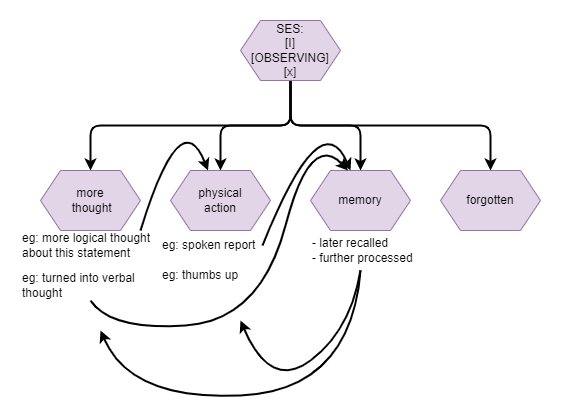 SES:
[I]
[OBSERVING]
[x]
more
thought
physical
action
memory
forgotten
eg: more logical thought
about this statement
eg: turned into verbal
thought
eg: spoken report
eg: thumbs up
- later recalled
- further processed